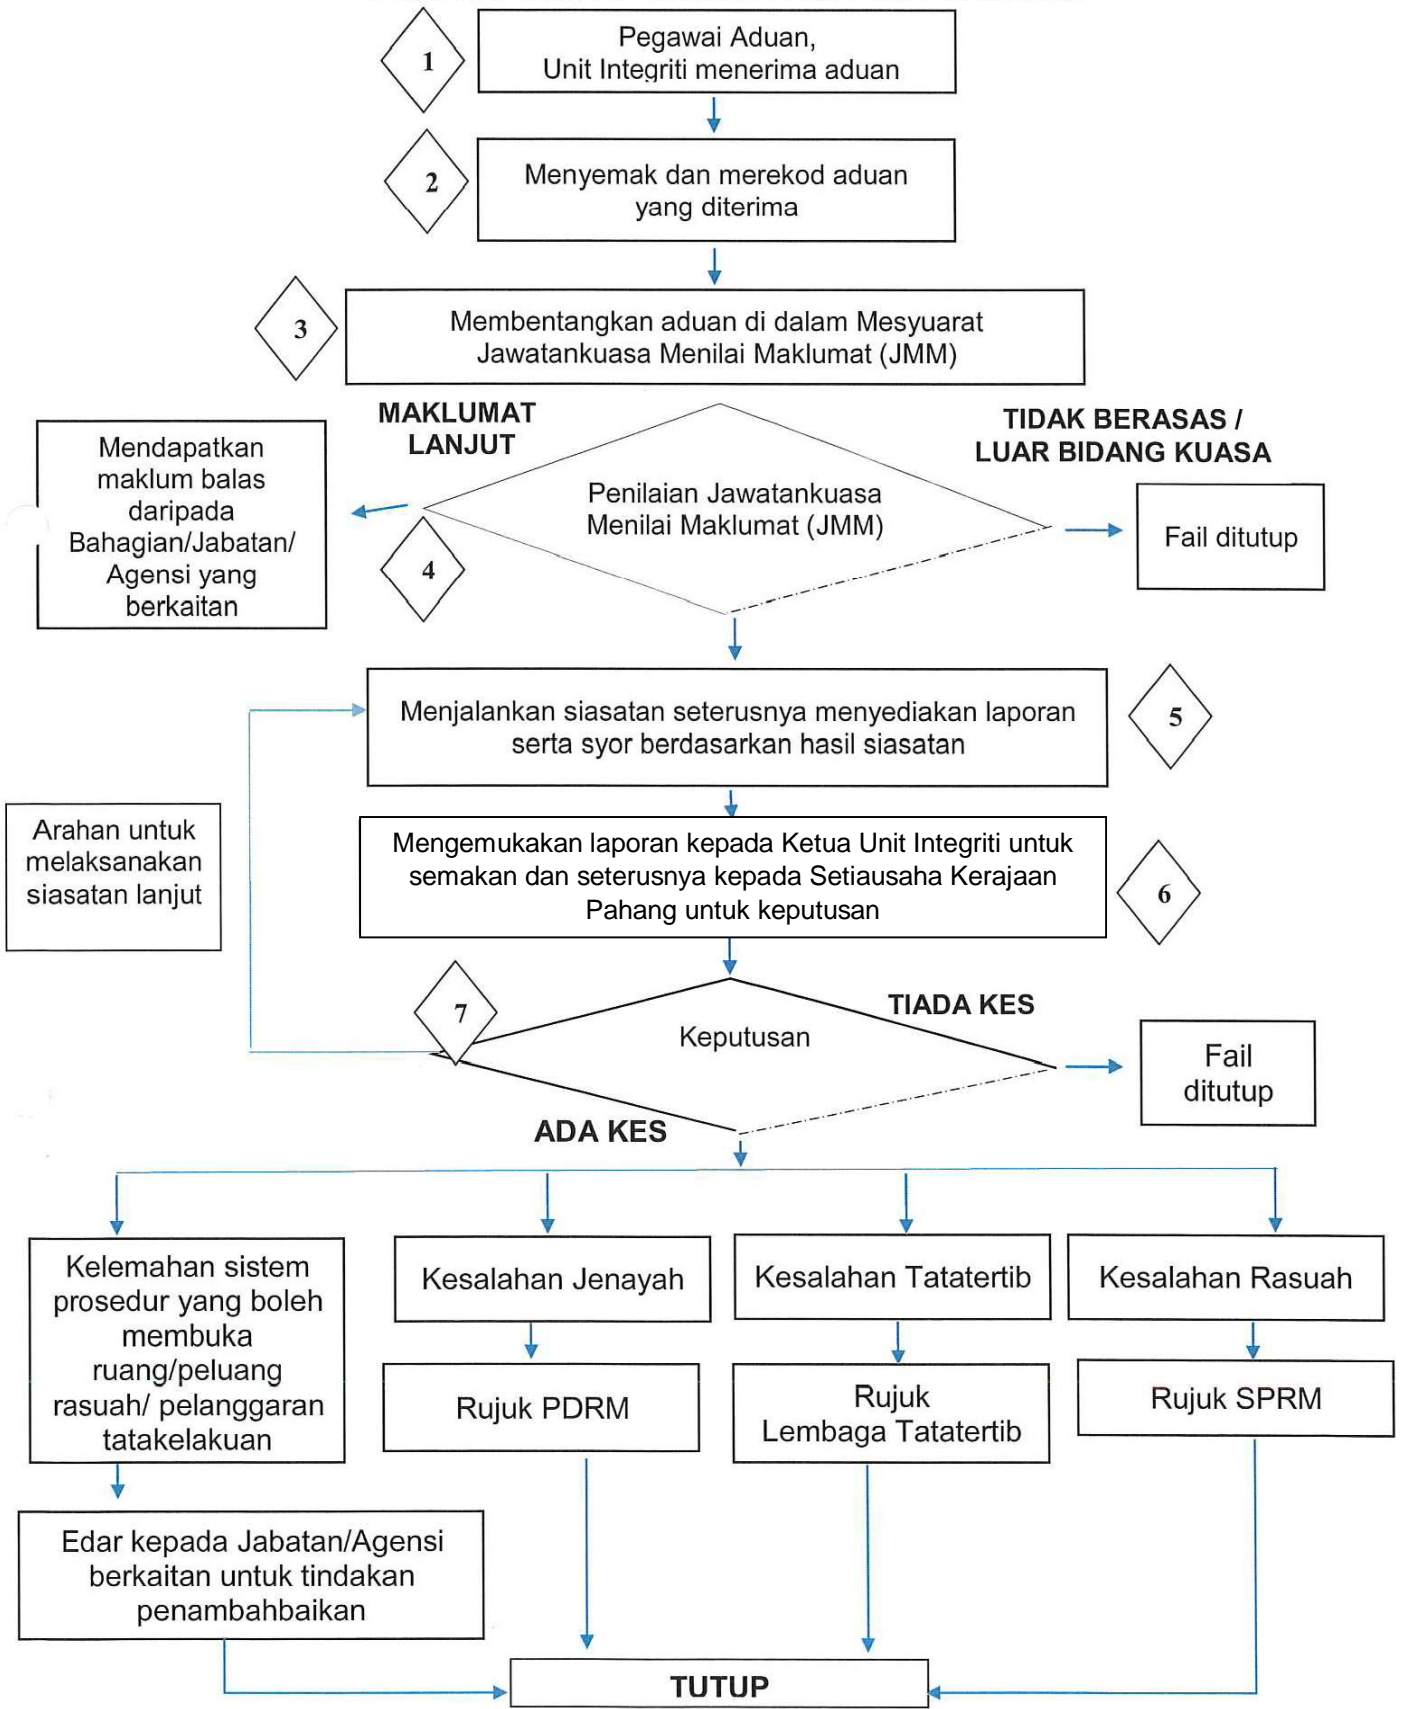 1
Pegawai Aduan,
Unit Integriti menerima aduan
2
Menyemak dan merekod aduan
yang diterima
3
Membentangkan aduan di dalam Mesyuarat
Jawatankuasa Menilai Maklumat (JMM)
MAKLUMAT
LANJUT
TIDAK BERASAS /
LUAR BIDANG KUASA
Mendapatkan
maklum balas
daripada
Bahagian/Jabatan/
Agensi yang
berkaitan
Penilaian Jawatankuasa
Menilai Maklumat (JMM)
Fail ditutup
4
Menjalankan siasatan seterusnya menyediakan laporan
serta syor berdasarkan hasil siasatan
5
Arahan untuk
melaksanakan
siasatan lanjut
Mengemukakan laporan kepada Ketua Unit Integriti untuk
semakan dan seterusnya kepada Setiausaha Kerajaan
Pahang untuk keputusan
6
7
Keputusan
TIADA KES
Fail
ditutup
ADA KES
Kelemahan sistem
prosedur yang boleh
membuka
ruang/peluang
rasuah/ pelanggaran
tatakelakuan
Kesalahan Jenayah
Kesalahan Tatatertib
Kesalahan Rasuah
Rujuk PDRM
Rujuk
Lembaga Tatatertib
Rujuk SPRM
Edar kepada Jabatan/Agensi
berkaitan untuk tindakan
penambahbaikan
TUTUP